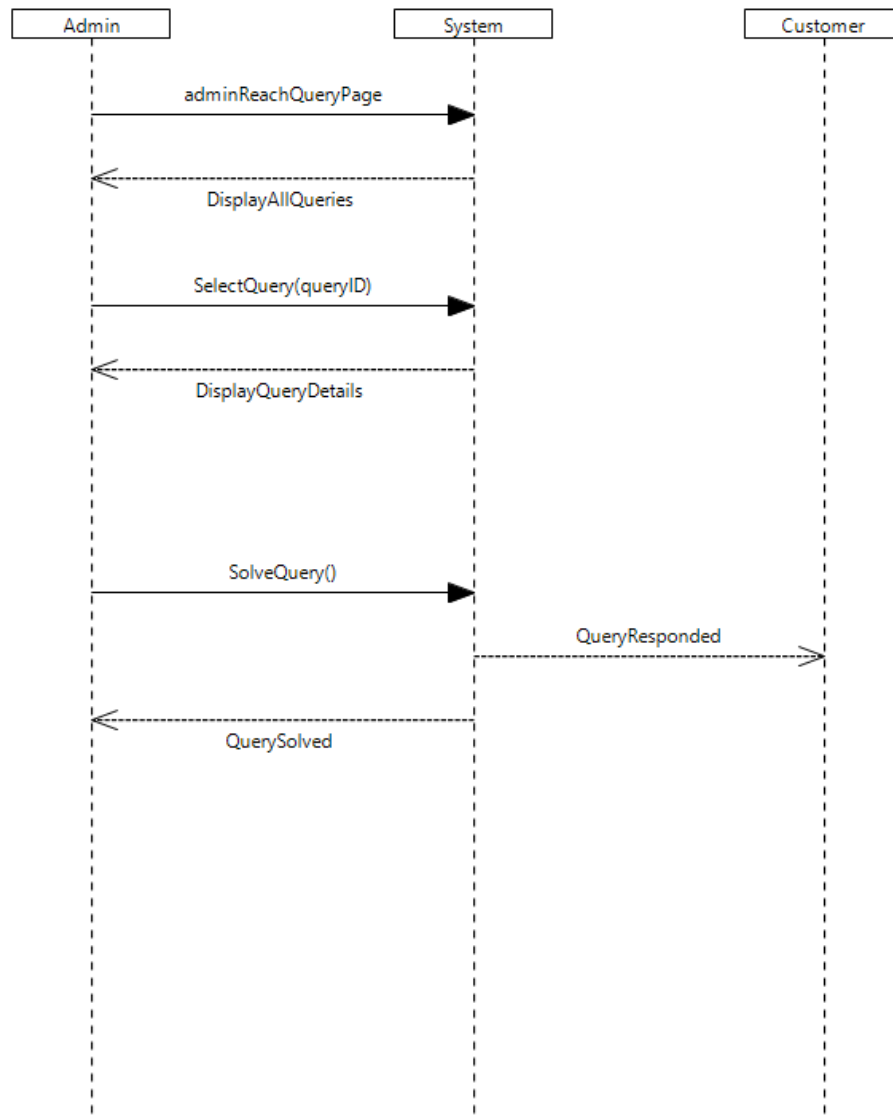 Admin
System
Customer
adminReachQueryPage
DisplayAllQueries
SelectQuery(queryID)
DisplayQueryDetails
SolveQuery()
QueryResponded
QuerySolved